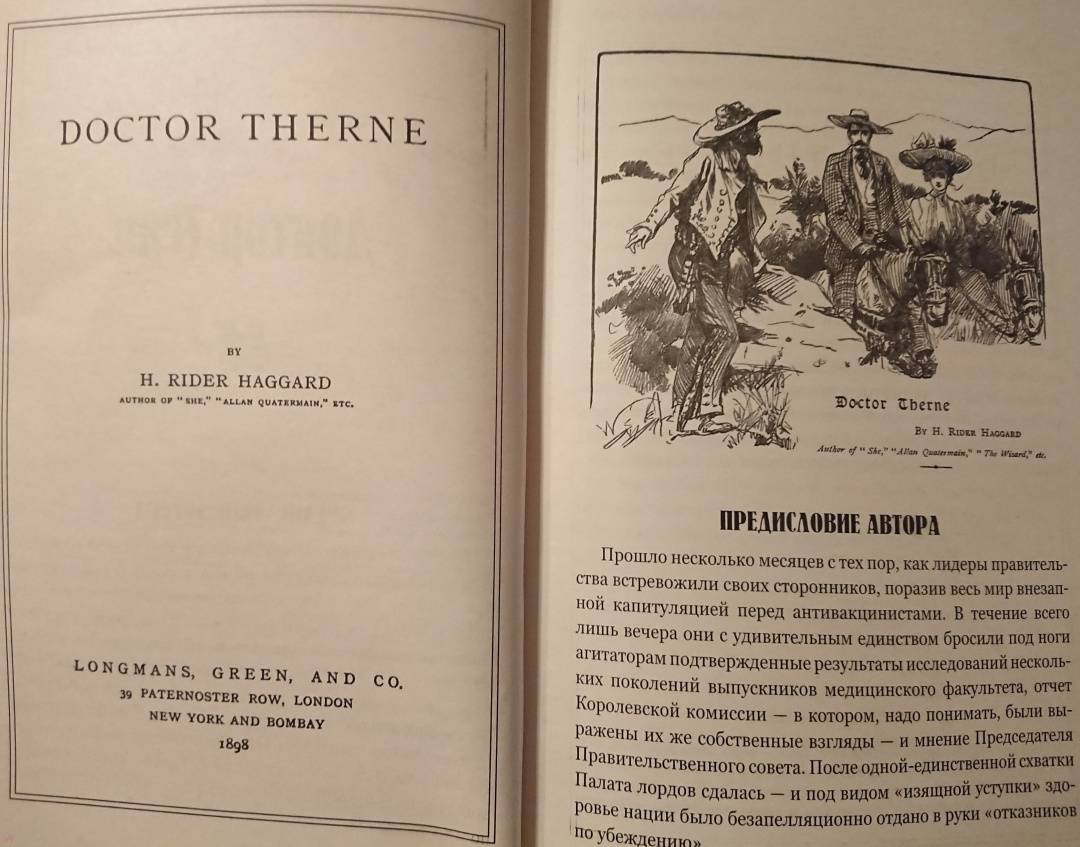 DOCTOR THERNE
BY
H. RIDER HAGGARD
AUTHOR OF "SHE," "ALLAN QUATERMAIN," ETC.
LONGMANS, GREEN, AND CO.
39 PATERNOSTER ROW, LONDON
NEW YORK AND BOMBAY
1898
Doctor Therne
BY H. RIDER HAGGARD
Author of "She," "Allan Quatermain," "The Wizard," etc.
ПРЕДИСЛОВИЕ АВТОРА
Прошло несколько месяцев с тех пор, как лидеры правитель-
ства встревожили своих сторонников, поразив весь мир внезап-
ной капитуляцией перед антивакцинистами. В течение всего
лишь вечера они с удивительным единством бросили под ноги
агитаторам подтвержденные результаты исследований несколь-
ких поколений выпускников медицинского факультета, отчет
Королевской комиссии — в котором, надо понимать, были вы-
ражены их же собственные взгляды — и мнение Председателя
Правительственного совета. После одной-единственной схватки
Палата лордов сдалась — и под видом «изящной уступки» здо-
ровье нации было безапелляционно отдано в руки «отказников
по убеждению»